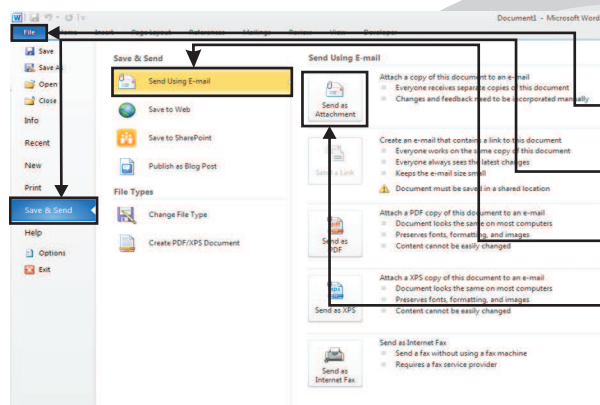 Document1 - Microsoft Word
File Home Insert Page Layout References Mailings Review View Developer
Save
Save As
Open
Close
Info
Recent
New
Print
Save & Send
Help
Options
Exit
Save & Send
Send Using E-mail
Save to Web
Save to SharePoint
Publish as Blog Post
File Types
Change File Type
Create PDF/XPS Document
Send Using E-mail
Send as
Attachment
Attach a copy of this document to an e-mail
Everyone receives separate copies of this document
Changes and feedback need to be incorporated manually
Send a Link
Create an e-mail that contains a link to this document
Everyone works on the same copy of this document
Everyone always sees the latest changes
Keeps the e-mail size small
Document must be saved in a shared location
Send as
PDF
Attach a PDF copy of this document to an e-mail
Document looks the same on most computers
Preserves fonts, formatting, and images
Content cannot be easily changed
Send as XPS
Attach a XPS copy of this document to an e-mail
Document looks the same on most computers
Preserves fonts, formatting, and images
Content cannot be easily changed
Send as
Internet Fax
Send as Internet Fax
Send a fax without using a fax machine
Requires a fax service provider